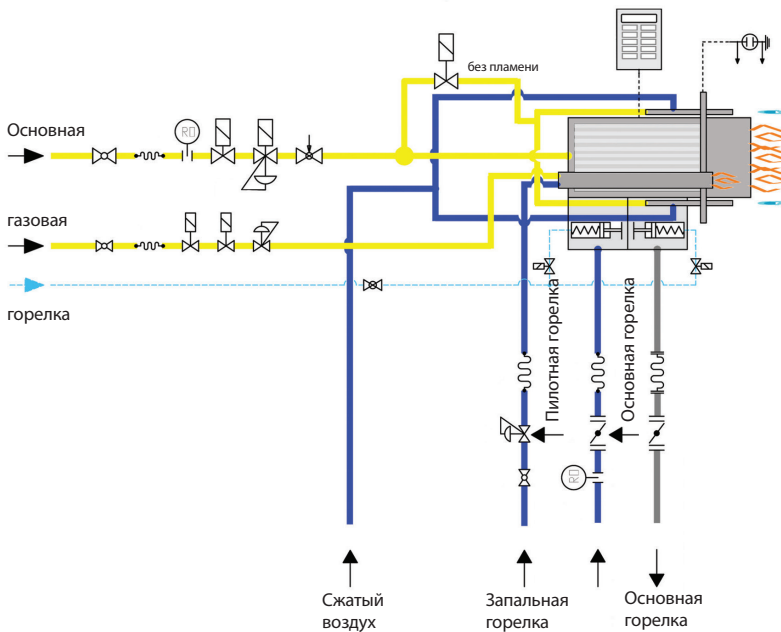 без пламени
Основная
газовая
горелка
Пилотная горелка
Основная горелка
Сжатый
воздух
Запальная
горелка
Основная
горелка